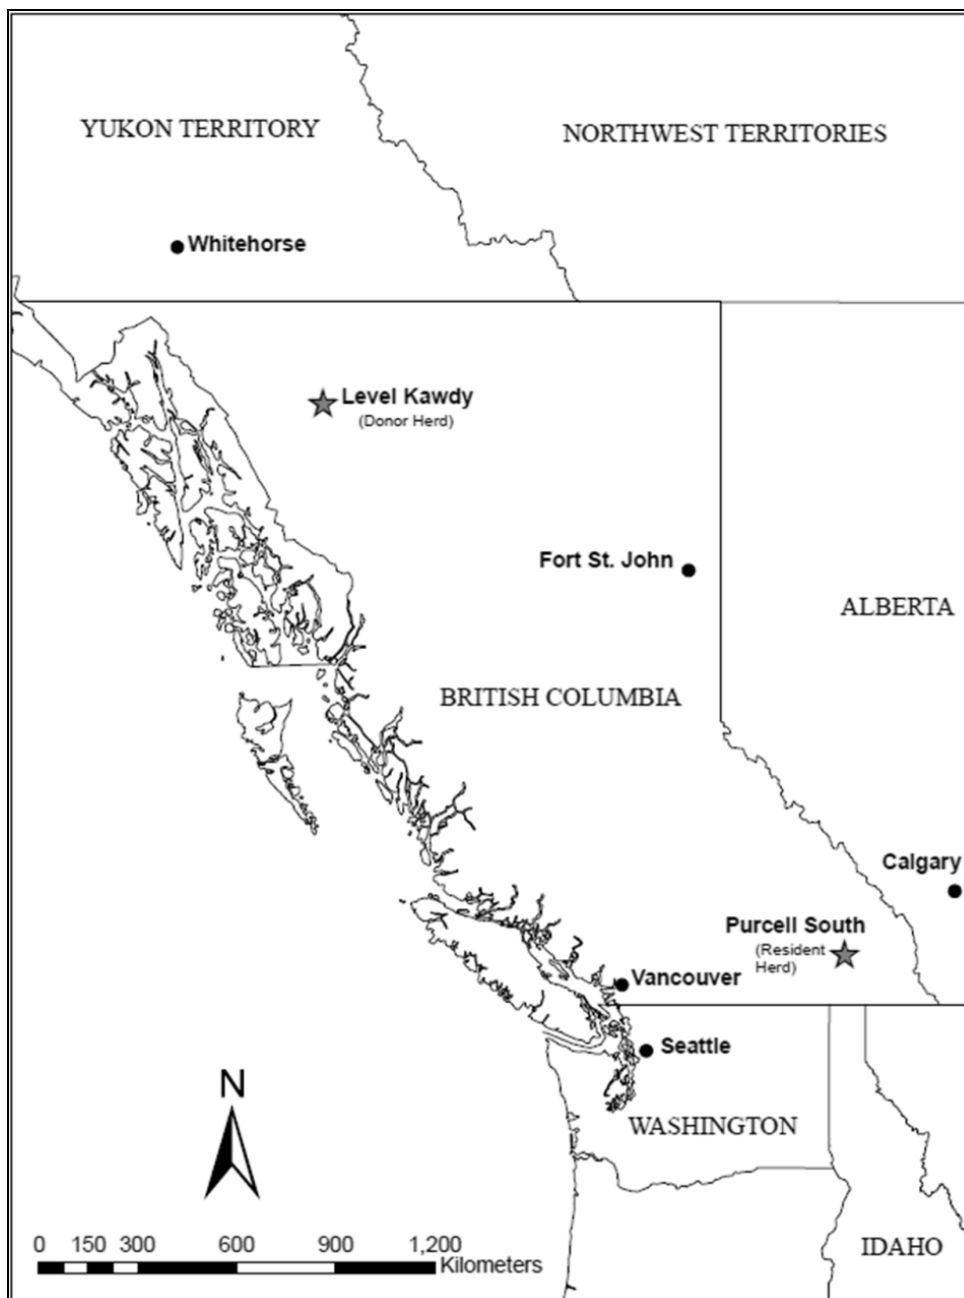 YUKON TERRITORY
NORTHWEST TERRITORIES
Whitehorse
Level Kawdy
(Donor Herd)
Fort St. John
ALBERTA
BRITISH COLUMBIA
Calgary
Purcell South
(Resident
Herd)
Vancouver
Seattle
N
WASHINGTON
0 150 300 600 900 1,200
Kilometers
IDAHO